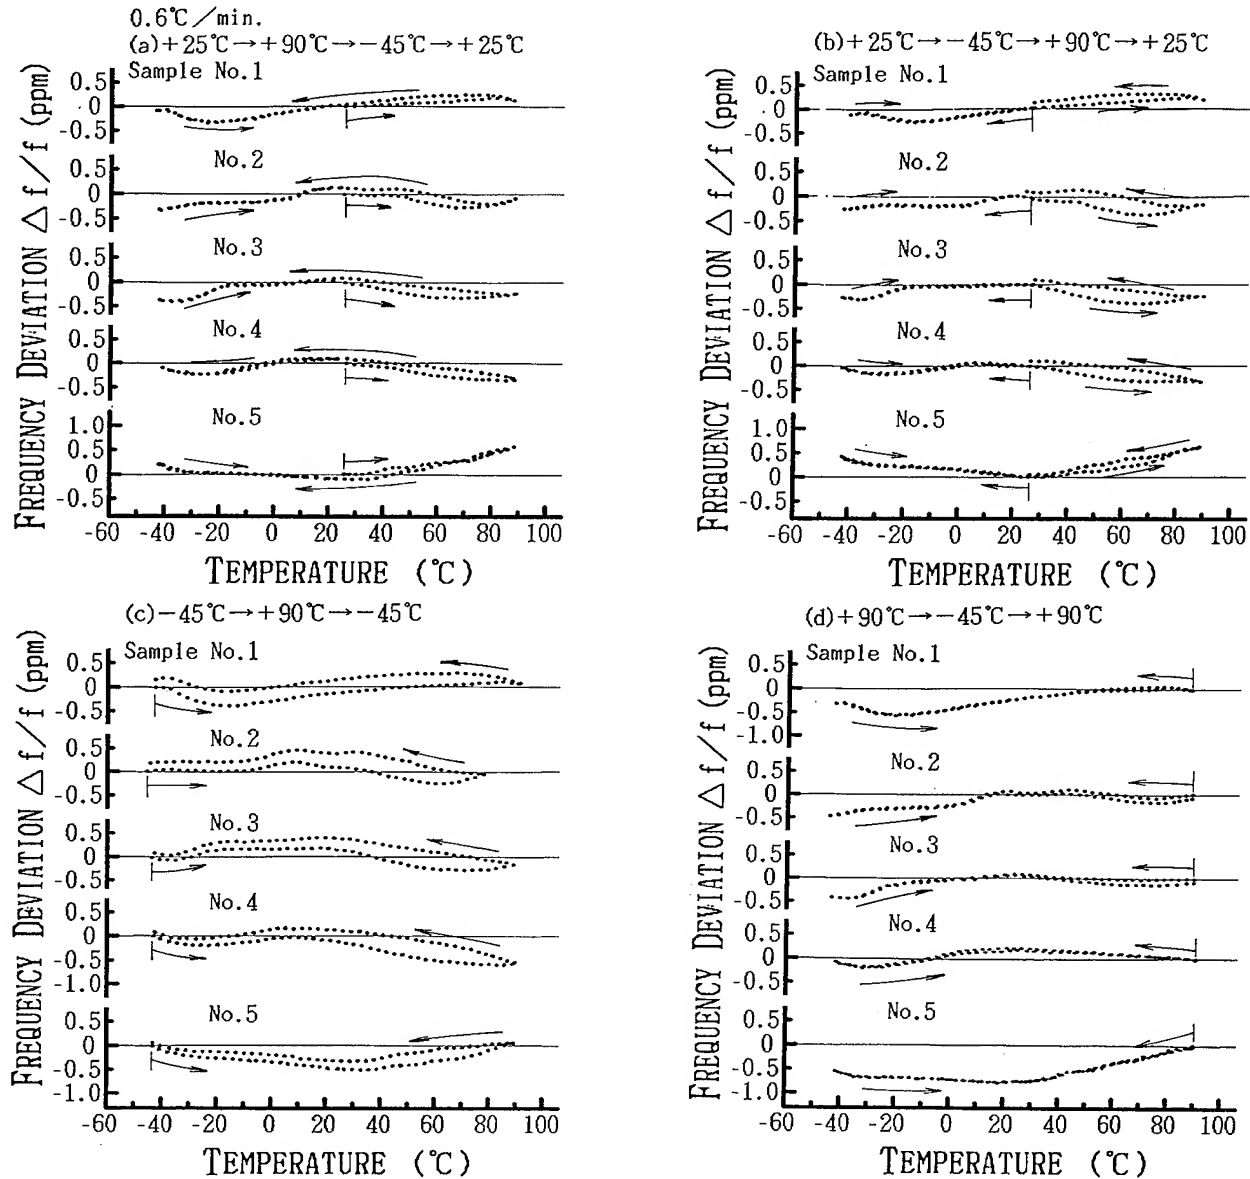 0.6℃/min.
(a)+25℃→+90℃→-45℃→+25℃
FREQUENCY DEVIATION △f/f (ppm)
Sample No.1
0.5
0
-0.5
No.2
0.5
0
-0.5
No.3
0.5
0
-0.5
No.4
0.5
0
-0.5
No.5
1.0
0.5
0
-0.5
-60 -40 -20 0 20 40 60 80 100
TEMPERATURE (℃)
(b)+25℃→-45℃→+90℃→+25℃
FREQUENCY DEVIATION △f/f (ppm)
Sample No.1
0.5
0
-0.5
No.2
0.5
0
-0.5
No.3
0.5
0
-0.5
No.4
0.5
0
-0.5
No.5
1.0
0.5
0
-0.5
-60 -40 -20 0 20 40 60 80 100
TEMPERATURE (℃)
(c)-45℃→+90℃→-45℃
FREQUENCY DEVIATION △f/f (ppm)
Sample No.1
0.5
0
-0.5
No.2
0.5
0
-0.5
No.3
0.5
0
-0.5
No.4
0.5
0
-0.5
-1.0
No.5
0.5
0
-0.5
-1.0
-60 -40 -20 0 20 40 60 80 100
TEMPERATURE (℃)
(d)+90℃→-45℃→+90℃
FREQUENCY DEVIATION △f/f (ppm)
Sample No.1
0.5
0
-0.5
-1.0
No.2
0.5
0
-0.5
No.3
0.5
0
-0.5
No.4
0.5
0
-0.5
No.5
0.5
0
-0.5
-1.0
-60 -40 -20 0 20 40 60 80 100
TEMPERATURE (℃)